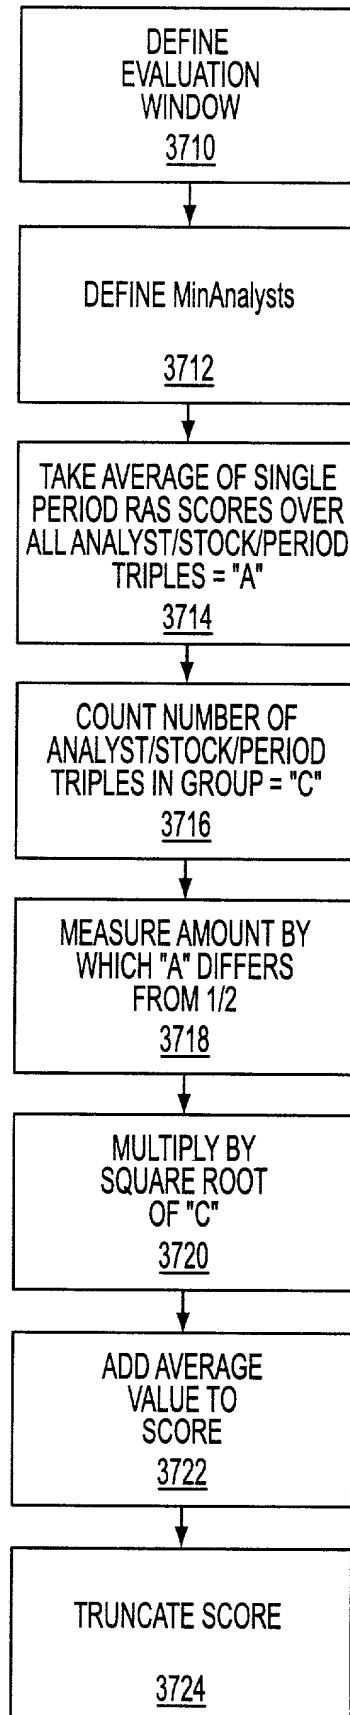 DEFINE
EVALUATION
WINDOW
3710
DEFINE MinAnalysts
3712
TAKE AVERAGE OF SINGLE
PERIOD RAS SCORES OVER
ALL ANALYST/STOCK/PERIOD
TRIPLES = "A"
3714
COUNT NUMBER OF
ANALYST/STOCK/PERIOD
TRIPLES IN GROUP = "C"
3716
MEASURE AMOUNT BY
WHICH "A" DIFFERS
FROM 1/2
3718
MULTIPLY BY
SQUARE ROOT
OF "C"
3720
ADD AVERAGE
VALUE TO
SCORE
3722
TRUNCATE SCORE
3724